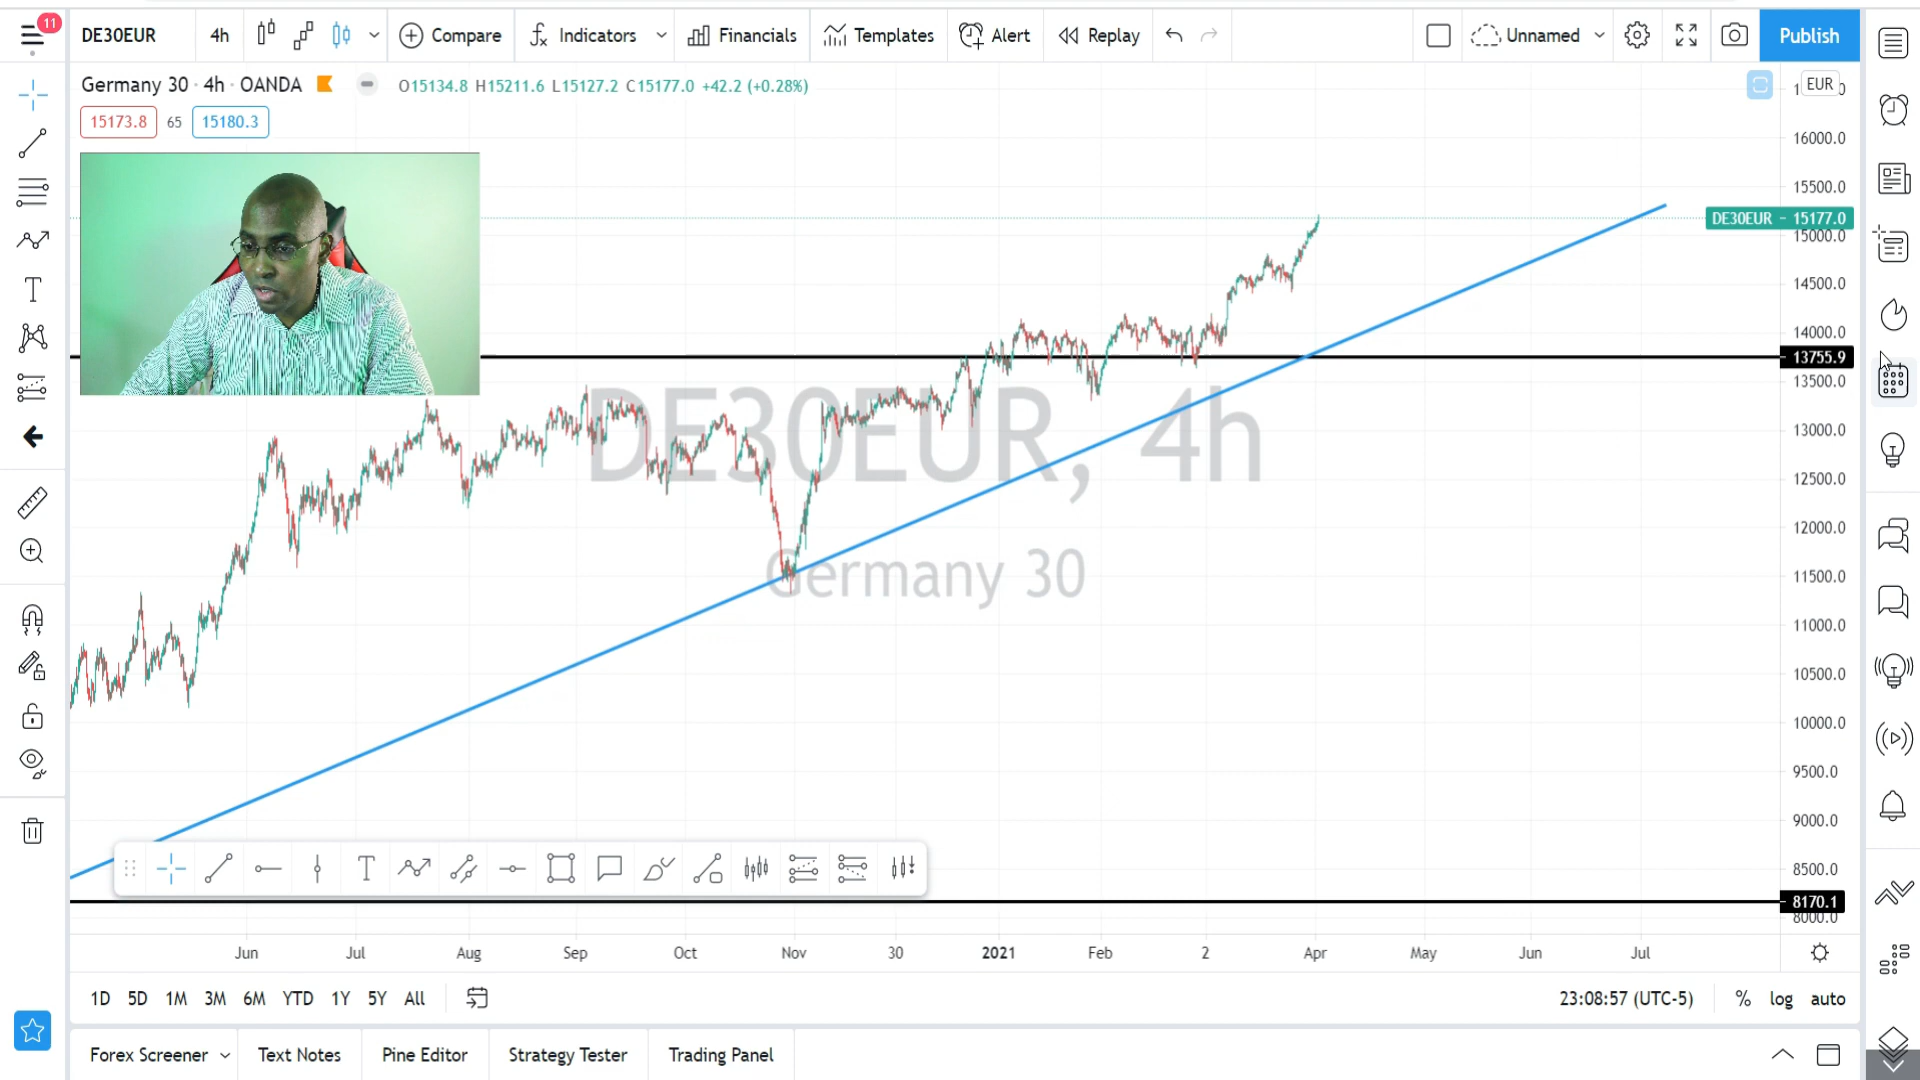 11
DE30EUR 4h Compare Indicators Financials Templates Alert Replay Unnamed Publish
Germany 30 · 4h · OANDA O15134.8 H15211.6 L15127.2 C15177.0 +42.2 (+0.28%)
EUR
15173.8 65 15180.3
16000.0
15500.0
DE30EUR 15177.0
15000.0
14500.0
14000.0
13755.9
13500.0
13000.0
12500.0
12000.0
11500.0
11000.0
10500.0
10000.0
9500.0
9000.0
8500.0
8170.1
8000.0
DE30EUR, 4h
Germany 30
Jun Jul Aug Sep Oct Nov 30 2021 Feb 2 Apr May Jun Jul
1D 5D 1M 3M 6M YTD 1Y 5Y All 23:08:57 (UTC-5) % log auto
Forex Screener Text Notes Pine Editor Strategy Tester Trading Panel